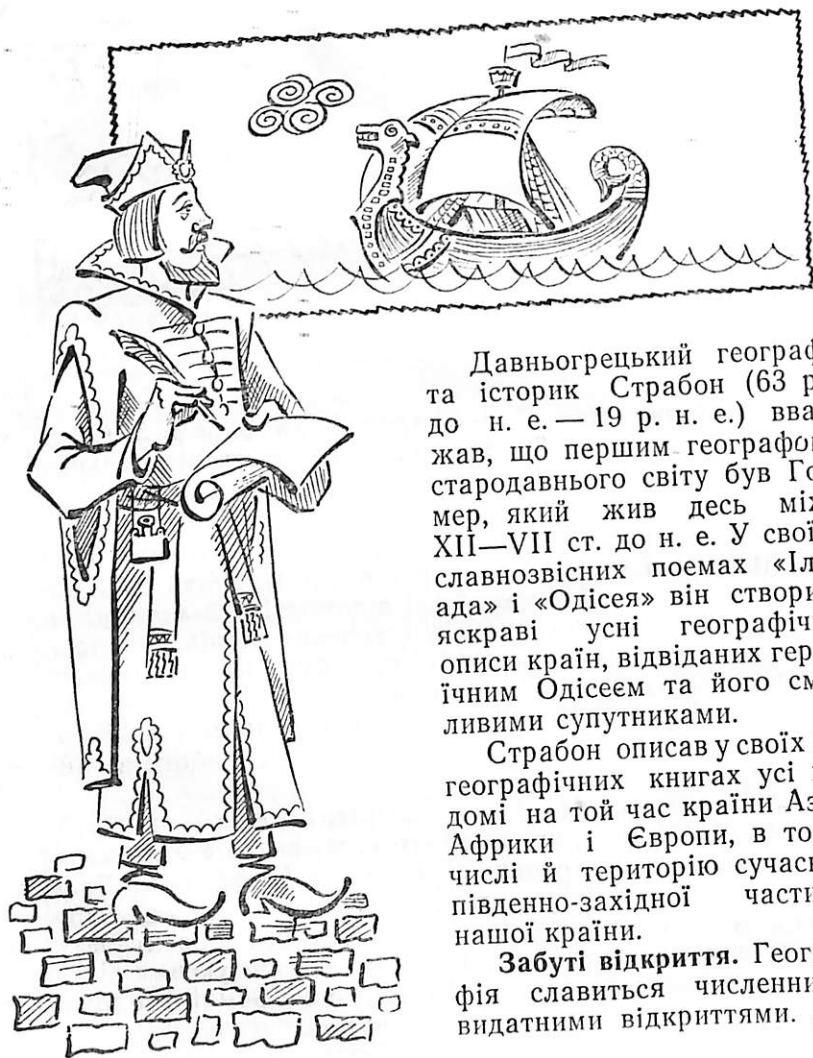 Давньогрецький географ
та історик Страбон (63 р
до н. е. — 19 р. н. е.) вва
жав, що першим географо
стародавнього світу був Го
мер, який жив десь між
XII—VII ст. до н. е. У свої
славнозвісних поемах «Іл
ада» і «Одісея» він створи
яскраві усні географіч
описи країн, відвіданих гер
їчним Одісеєм та його см
ливими супутниками.
Страбон описав у своїх
географічних книгах усі
домі на той час країни Аз
Африки і Європи, в то
числі й територію сучас
південно-західної части
нашої країни.
Забуті відкриття. Геог
фія славиться численни
видатними відкриттями.